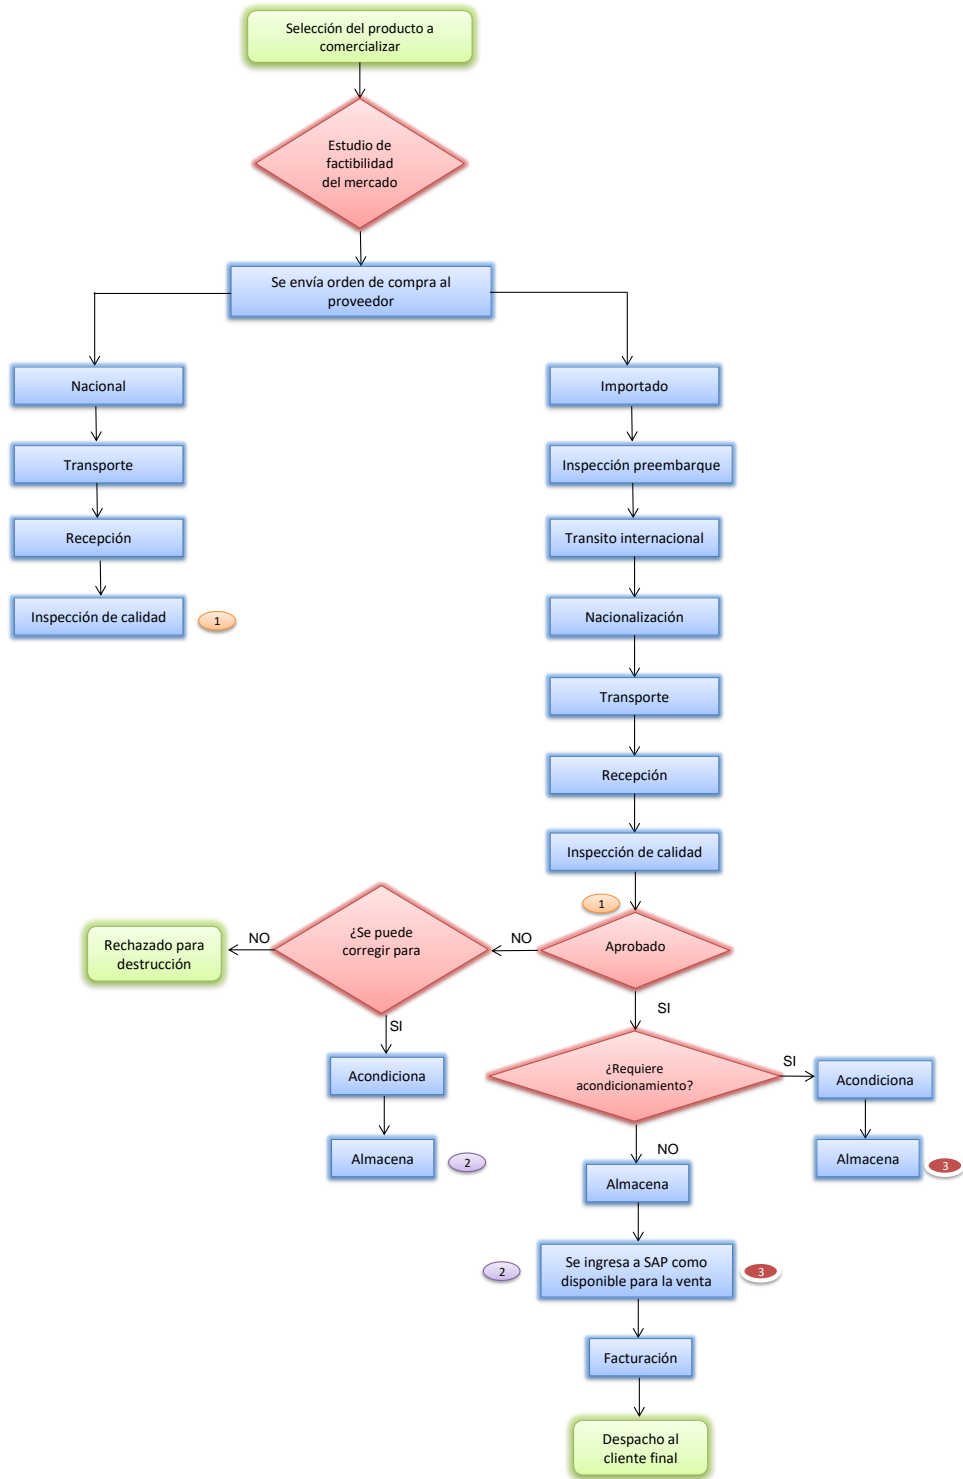 Selección del producto a
comercializar
Estudio de
factibilidad
del mercado
Se envía orden de compra al
proveedor
Nacional
Importado
Transporte
Inspección preembarque
Recepción
Transito internacional
Inspección de calidad
1
Nacionalización
Transporte
Recepción
Inspección de calidad
1
Aprobado
NO
¿Se puede
corregir para
NO
Rechazado para
destrucción
SI
SI
¿Requiere
acondicionamiento?
SI
Acondiciona
Acondiciona
NO
Almacena
2
Almacena
3
Almacena
2
Se ingresa a SAP como
disponible para la venta
3
Facturación
Despacho al
cliente final